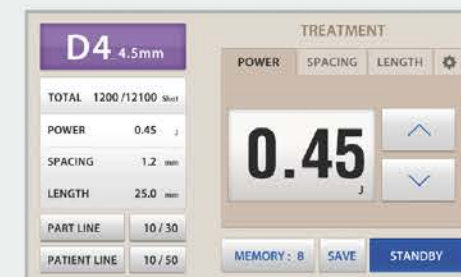 D4 4.5mm
TOTAL 1200 /12100 Shot
POWER 0.45 J
SPACING 1.2 mm
LENGTH 25.0 mm
PART LINE 10 / 30
PATIENT LINE 10 / 50
TREATMENT
POWER SPACING LENGTH
0.45 J
MEMORY : 8 SAVE STANDBY